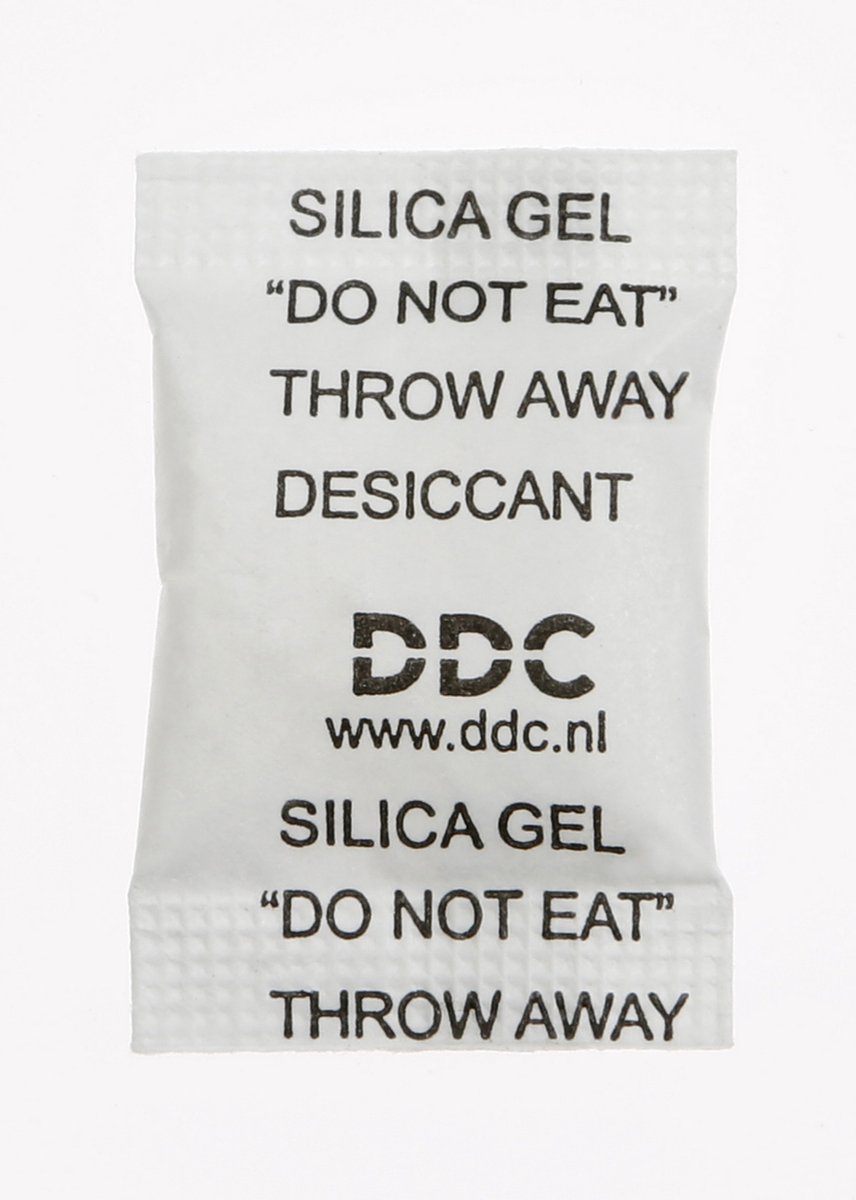 SILICA GEL
“DO NOT EAT”
THROW AWAY
DESICCANT
DDC
www.ddc.nl
SILICA GEL
“DO NOT EAT”
THROW AWAY